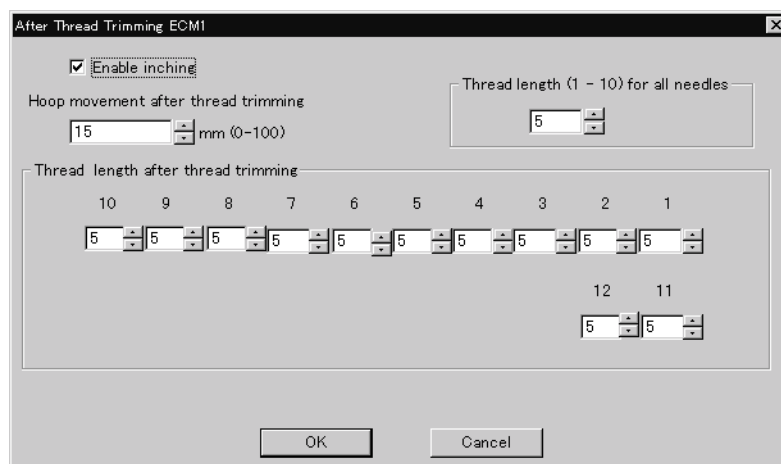 After Thread Trimming ECM1
Enable inching
Thread length (1 - 10) for all needles
Hoop movement after thread trimming
5
15 mm (0-100)
Thread length after thread trimming
10 9 8 7 6 5 4 3 2 1
5 5 5 5 5 5 5 5 5 5
12 11
5 5
OK Cancel